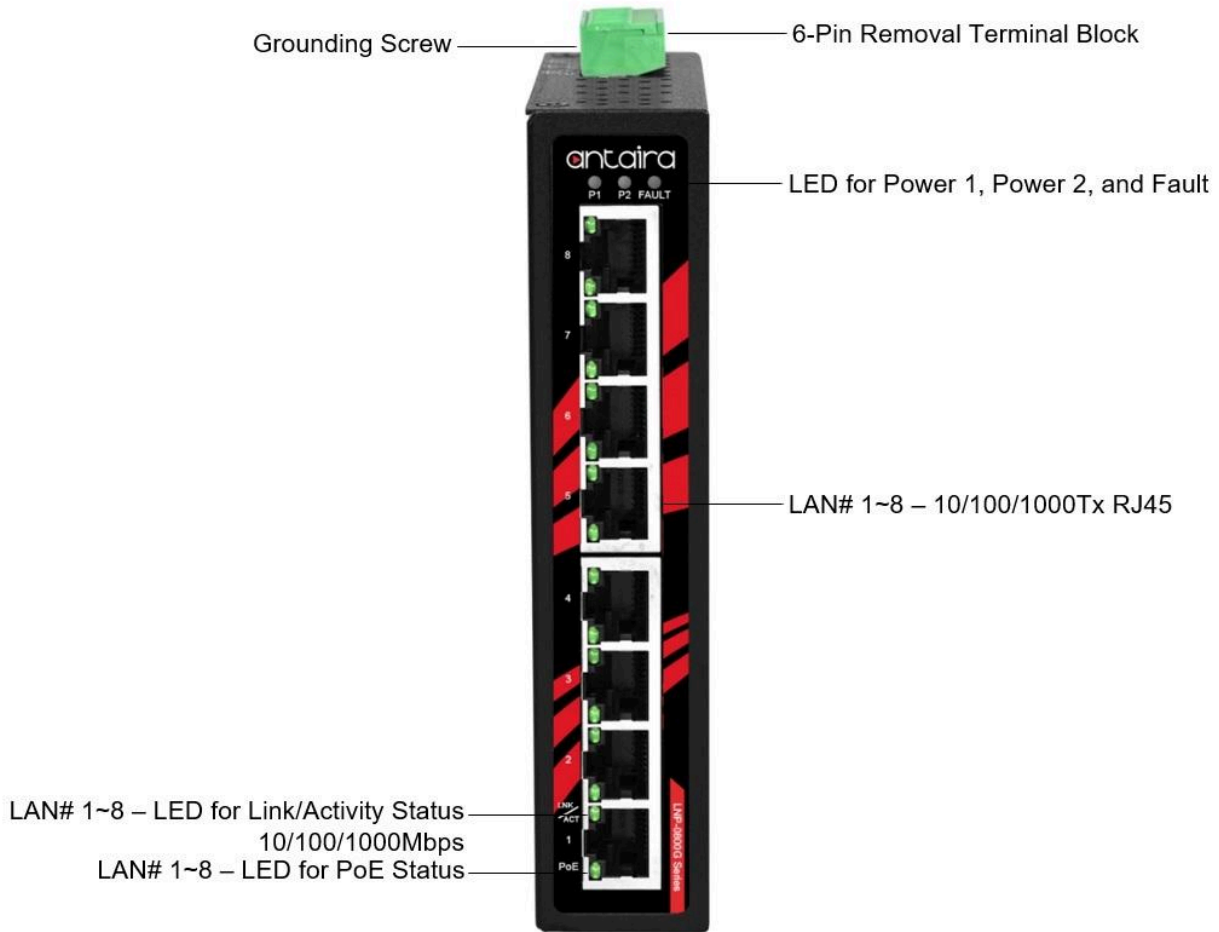 Grounding Screw
6-Pin Removal Terminal Block
antaira
P1 P2 FAULT
LED for Power 1, Power 2, and Fault
8
7
6
5
LAN# 1~8 – 10/100/1000Tx RJ45
4
3
2
LAN# 1~8 – LED for Link/Activity Status
10/100/1000Mbps
LNK/ACT
1
LAN# 1~8 – LED for PoE Status
PoE
LNP-0800G Series